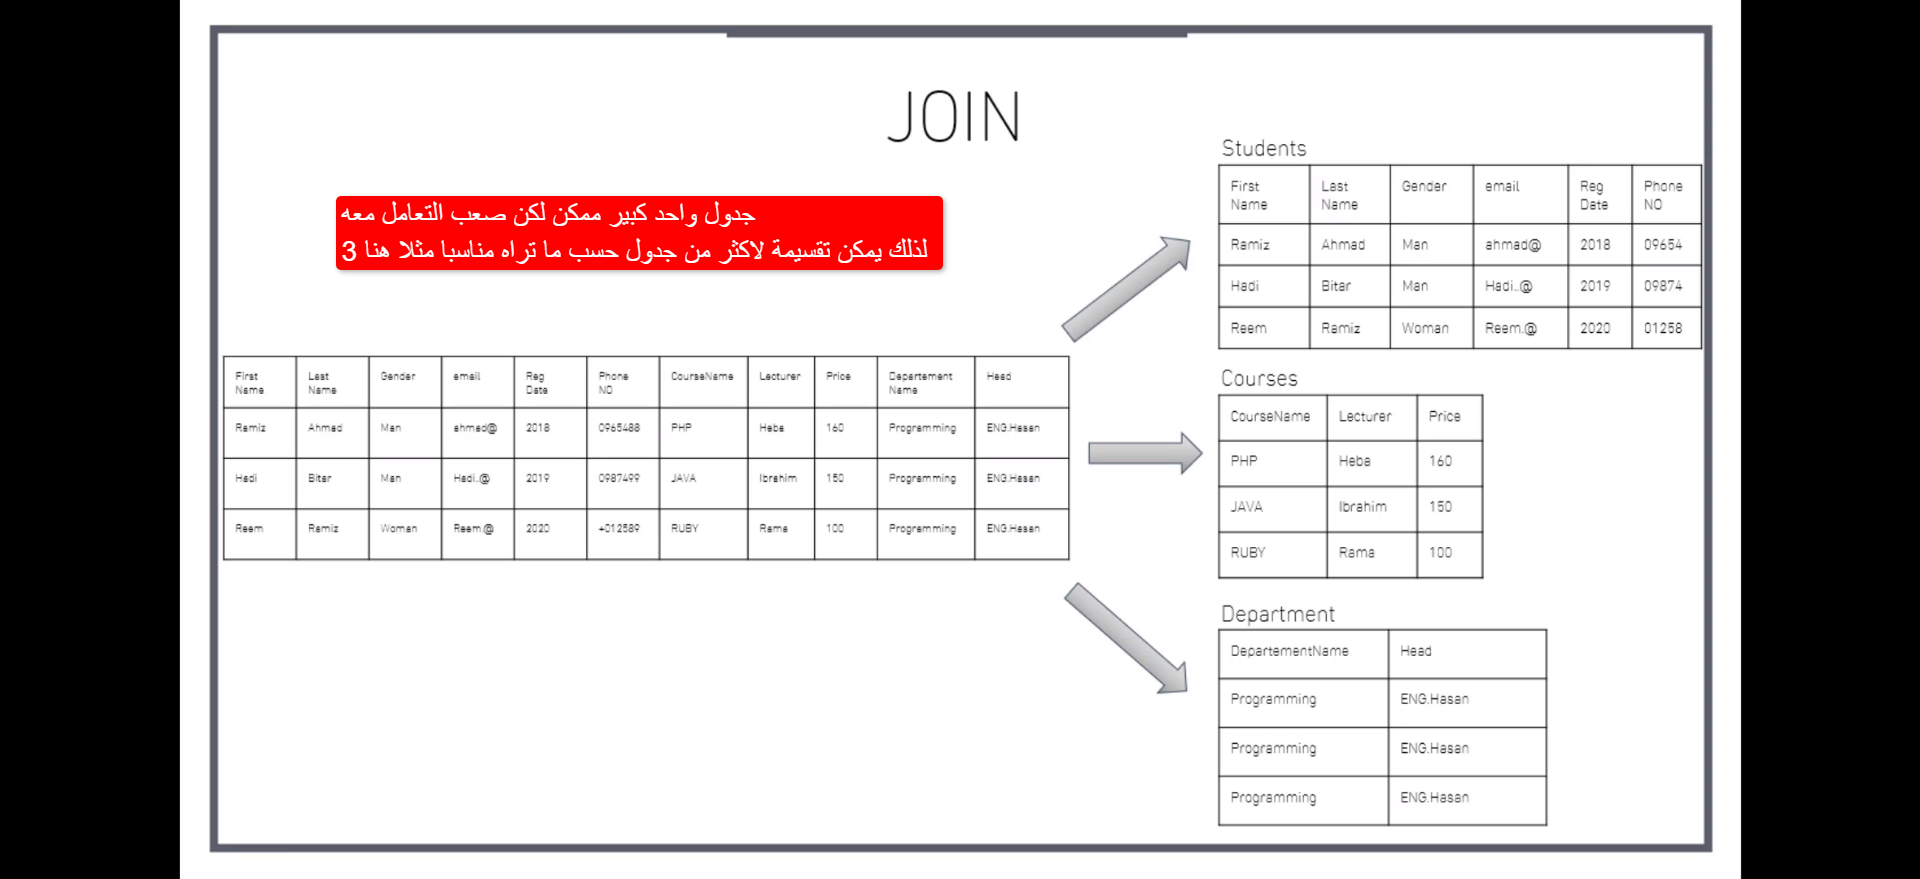 JOIN
جدول واحد كبير ممكن لكن صعب التعامل معه
لذلك يمكن تقسيمة لاكثر من جدول حسب ما تراه مناسبا مثلا هنا 3
First Name Last Name Gender email Reg Date Phone NO CourseName Lecturer Price Departement Name Head
Ramiz Ahmad Man ahmad@ 2018 0965488 PHP Heba 160 Programming ENG.Hasan
Hadi Bitar Man Hadi..@ 2019 0987499 JAVA Ibrahim 150 Programming ENG.Hasan
Reem Ramiz Woman Reem.@ 2020 +012589 RUBY Rama 100 Programming ENG.Hasan
Students
First Name Last Name Gender email Reg Date Phone NO
Ramiz Ahmad Man ahmad@ 2018 09654
Hadi Bitar Man Hadi..@ 2019 09874
Reem Ramiz Woman Reem.@ 2020 01258
Courses
CourseName Lecturer Price
PHP Heba 160
JAVA Ibrahim 150
RUBY Rama 100
Department
DepartementName Head
Programming ENG.Hasan
Programming ENG.Hasan
Programming ENG.Hasan